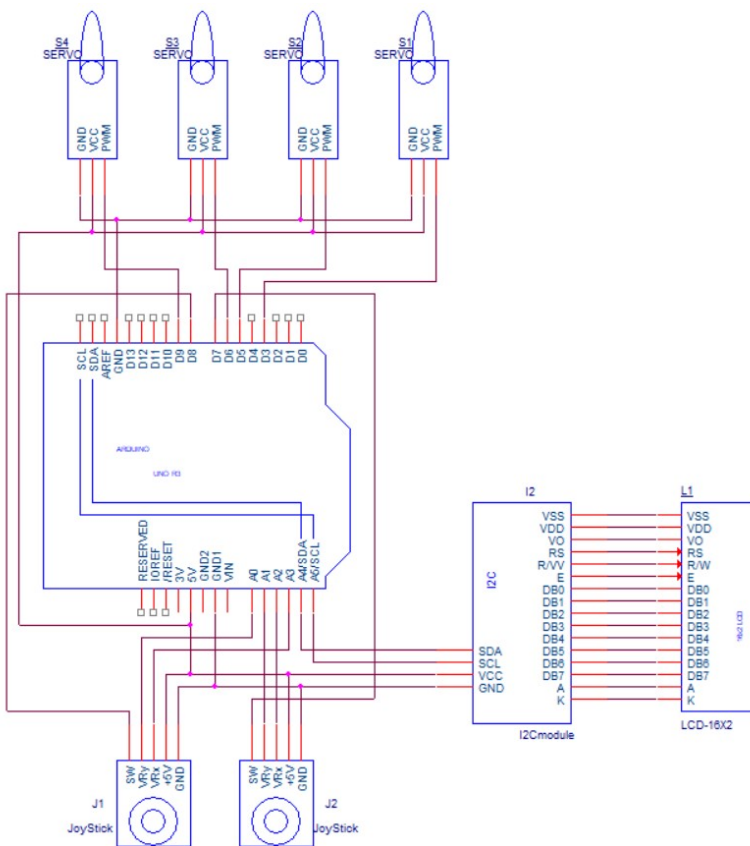 S4
SERVO
S3
SERVO
S2
SERVO
S1
SERVO
GND
VCC
PWM
GND
VCC
PWM
GND
VCC
PWM
GND
VCC
PWM
SCL
SDA
AREF
GND
D13
D12
D11
D10
D9
D8
D7
D6
D5
D4
D3
D2
D1
D0
ARDUINO
UNO R3
RESERVED
IOREF
/RESET
3V
5V
GND2
GND1
VIN
A0
A1
A2
A3
A4/SDA
A5/SCL
I2
I2C
VSS
VDD
VO
RS
R/VV
E
DB0
DB1
DB2
DB3
DB4
DB5
DB6
DB7
A
K
SDA
SCL
VCC
GND
I2Cmodule
L1
VSS
VDD
VO
RS
R/W
E
DB0
DB1
DB2
DB3
DB4
DB5
DB6
DB7
A
K
16x2 LCD
LCD-16X2
SW
VRy
VRx
+5V
GND
J1
JoyStick
SW
VRy
VRx
+5V
GND
J2
JoyStick